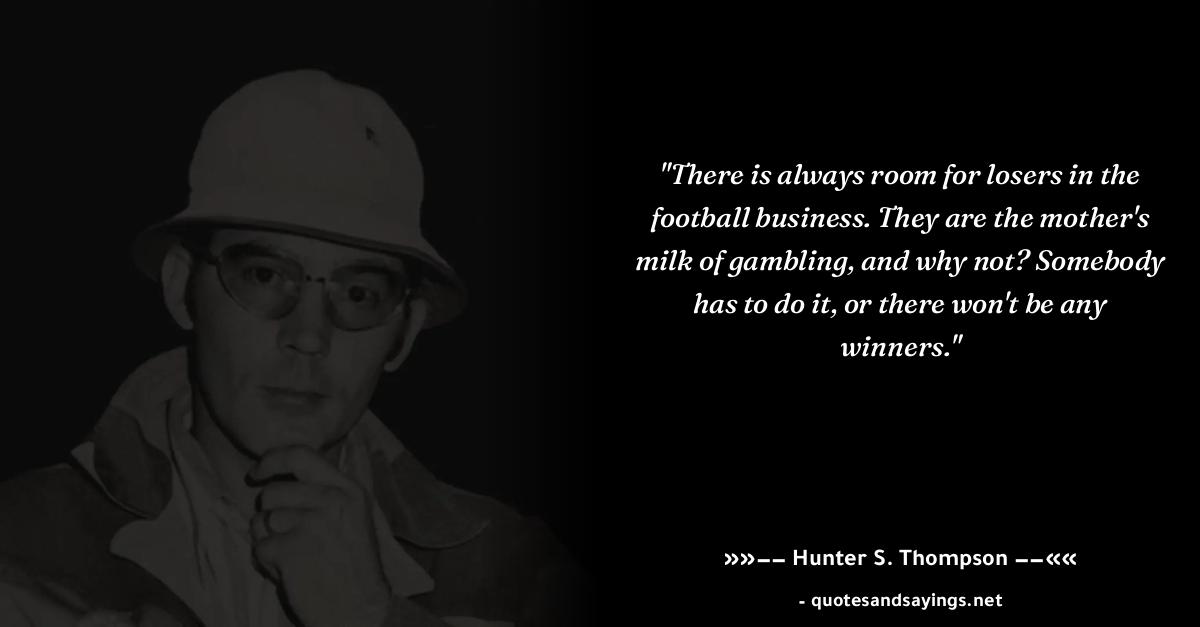 "There is always room for losers in the
football business. They are the mother's
milk of gambling, and why not? Somebody
has to do it, or there won't be any
winners."
»»–– Hunter S. Thompson ––««
- quotesandsayings.net